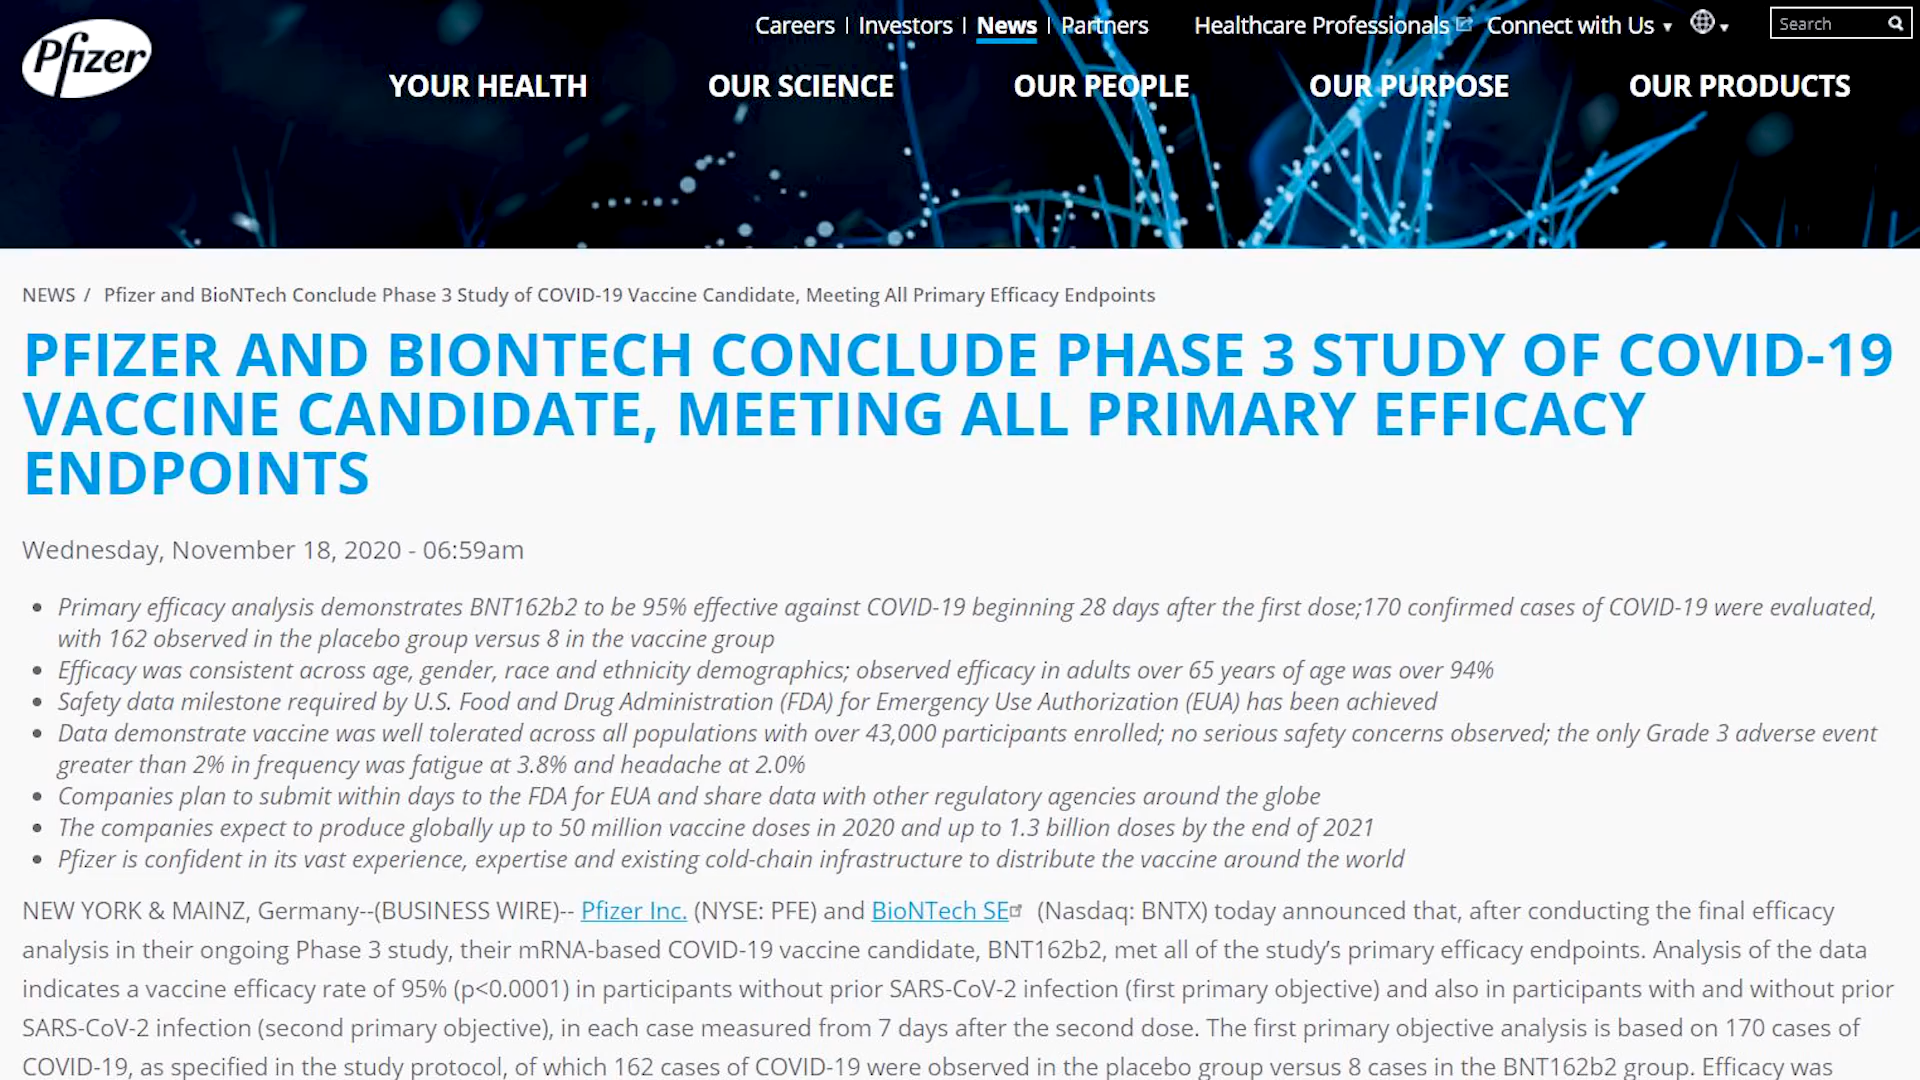 Careers | Investors | News | Partners Healthcare Professionals Connect with Us Search
Pfizer
YOUR HEALTH OUR SCIENCE OUR PEOPLE OUR PURPOSE OUR PRODUCTS
NEWS / Pfizer and BioNTech Conclude Phase 3 Study of COVID-19 Vaccine Candidate, Meeting All Primary Efficacy Endpoints
PFIZER AND BIONTECH CONCLUDE PHASE 3 STUDY OF COVID-19
VACCINE CANDIDATE, MEETING ALL PRIMARY EFFICACY
ENDPOINTS
Wednesday, November 18, 2020 - 06:59am
• Primary efficacy analysis demonstrates BNT162b2 to be 95% effective against COVID-19 beginning 28 days after the first dose;170 confirmed cases of COVID-19 were evaluated,
with 162 observed in the placebo group versus 8 in the vaccine group
• Efficacy was consistent across age, gender, race and ethnicity demographics; observed efficacy in adults over 65 years of age was over 94%
• Safety data milestone required by U.S. Food and Drug Administration (FDA) for Emergency Use Authorization (EUA) has been achieved
• Data demonstrate vaccine was well tolerated across all populations with over 43,000 participants enrolled; no serious safety concerns observed; the only Grade 3 adverse event
greater than 2% in frequency was fatigue at 3.8% and headache at 2.0%
• Companies plan to submit within days to the FDA for EUA and share data with other regulatory agencies around the globe
• The companies expect to produce globally up to 50 million vaccine doses in 2020 and up to 1.3 billion doses by the end of 2021
• Pfizer is confident in its vast experience, expertise and existing cold-chain infrastructure to distribute the vaccine around the world
NEW YORK & MAINZ, Germany--(BUSINESS WIRE)-- Pfizer Inc. (NYSE: PFE) and BioNTech SE (Nasdaq: BNTX) today announced that, after conducting the final efficacy
analysis in their ongoing Phase 3 study, their mRNA-based COVID-19 vaccine candidate, BNT162b2, met all of the study’s primary efficacy endpoints. Analysis of the data
indicates a vaccine efficacy rate of 95% (p<0.0001) in participants without prior SARS-CoV-2 infection (first primary objective) and also in participants with and without prior
SARS-CoV-2 infection (second primary objective), in each case measured from 7 days after the second dose. The first primary objective analysis is based on 170 cases of
COVID-19, as specified in the study protocol, of which 162 cases of COVID-19 were observed in the placebo group versus 8 cases in the BNT162b2 group. Efficacy was